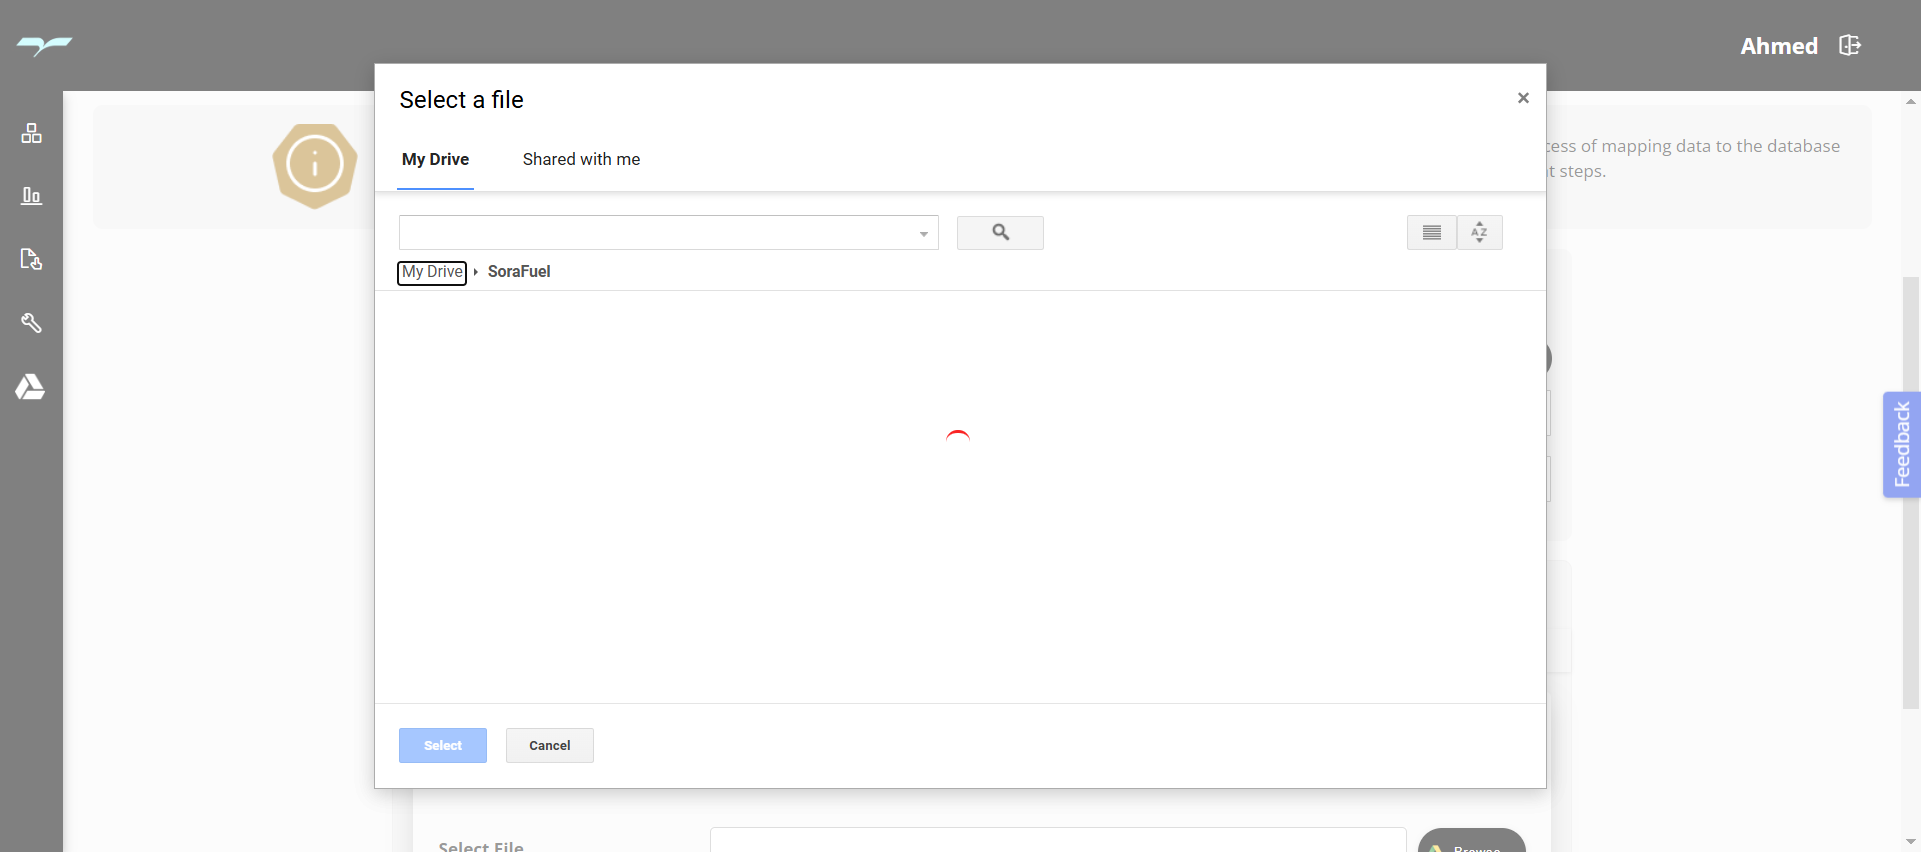 Ahmed
Select a file
My Drive
Shared with me
cess of mapping data to the database
t steps.
AZ
My Drive
SoraFuel
Feedback
Select
Cancel
Select File
Browse